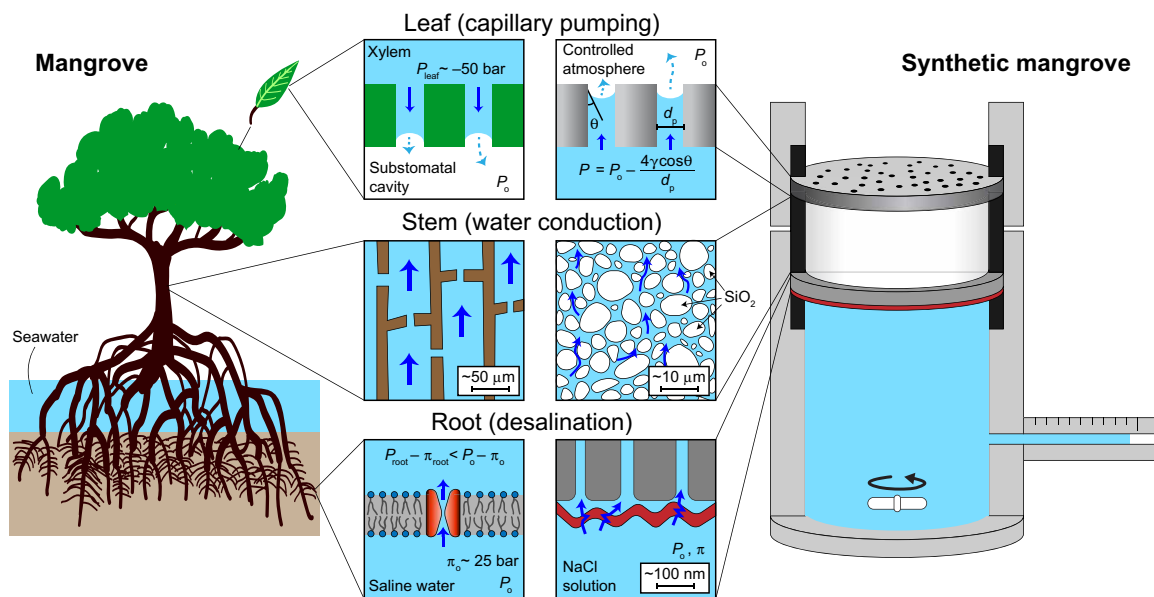 Leaf (capillary pumping)
Mangrove
Synthetic mangrove
Xylem
P_leaf ~ –50 bar
Substomatal
cavity
P_o
Controlled
atmosphere
P_o
θ
d_p
P = P_o – 4γcosθ / d_p
Stem (water conduction)
~50 μm
SiO₂
~10 μm
Seawater
Root (desalination)
P_root – π_root < P_o – π_o
π_o ~ 25 bar
Saline water
P_o
P_o, π
NaCl
solution
~100 nm